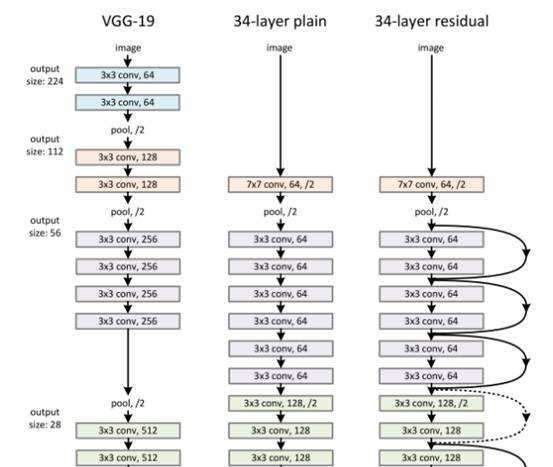 VGG-19
34-layer plain
34-layer residual
image
image
image
output
size: 224
3x3 conv, 64
3x3 conv, 64
pool, /2
output
size: 112
3x3 conv, 128
3x3 conv, 128
7x7 conv, 64, /2
7x7 conv, 64, /2
pool, /2
pool, /2
pool, /2
output
size: 56
3x3 conv, 256
3x3 conv, 64
3x3 conv, 64
3x3 conv, 256
3x3 conv, 64
3x3 conv, 64
3x3 conv, 256
3x3 conv, 64
3x3 conv, 64
3x3 conv, 256
3x3 conv, 64
3x3 conv, 64
3x3 conv, 64
3x3 conv, 64
3x3 conv, 64
3x3 conv, 64
pool, /2
3x3 conv, 128, /2
3x3 conv, 128, /2
output
size: 28
3x3 conv, 512
3x3 conv, 128
3x3 conv, 128
3x3 conv, 512
3x3 conv, 128
3x3 conv, 128